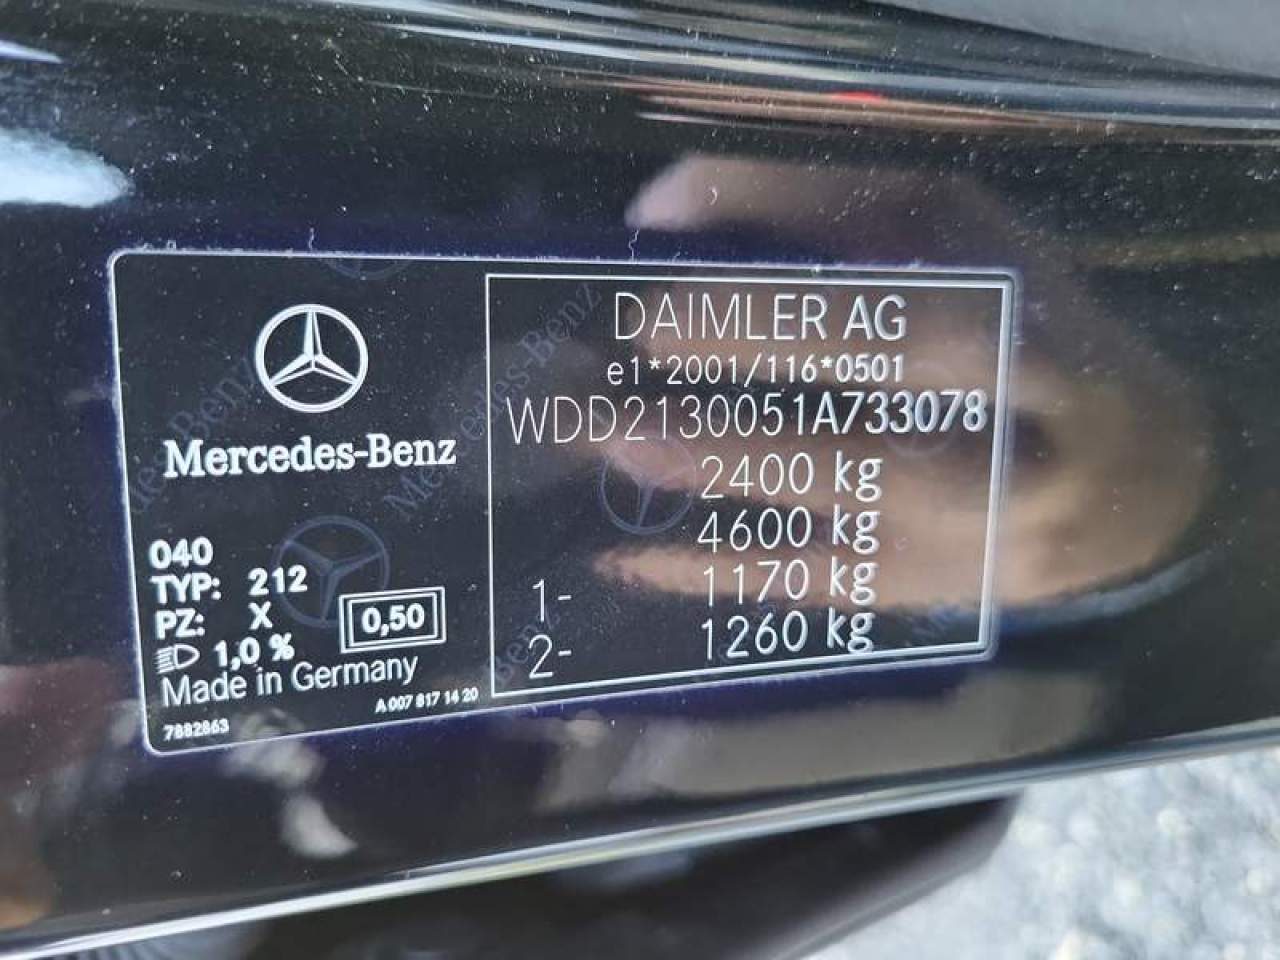 Mercedes-Benz
040
TYP: 212
PZ: X
1,0 %
0,50
Made in Germany
A 007 817 14 20
7882863
DAIMLER AG
e1*2001/116*0501
WDD2130051A733078
2400 kg
4600 kg
1- 1170 kg
2- 1260 kg